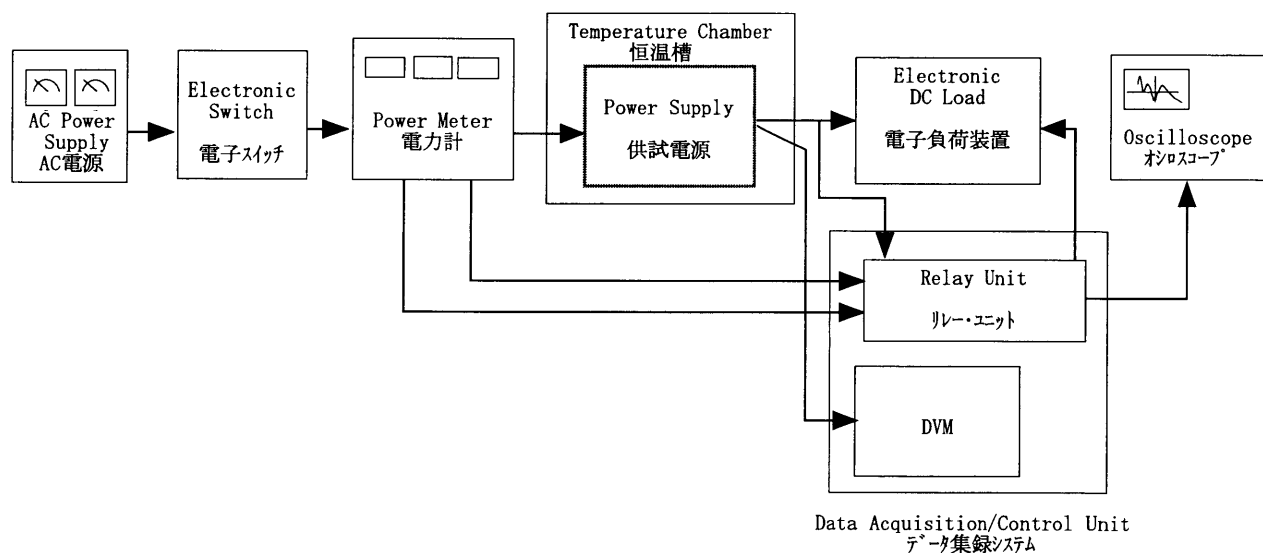 AC Power
Supply
AC電源
Electronic
Switch
電子スイッチ
Power Meter
電力計
Temperature Chamber
恒温槽
Power Supply
供試電源
Electronic
DC Load
電子負荷装置
Oscilloscope
オシロスコープ
Relay Unit
リレー・ユニット
DVM
Data Acquisition/Control Unit
データ集録システム